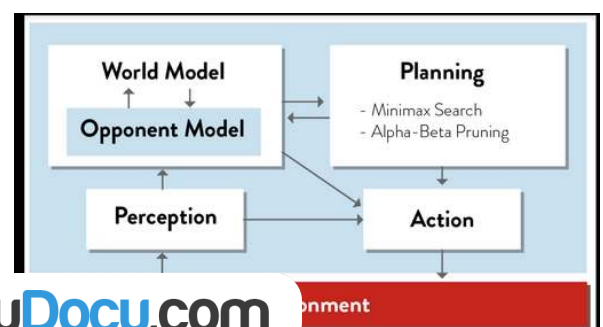 World Model
Opponent Model
Planning
- Minimax Search
- Alpha-Beta Pruning
Perception
Action
onment
uDocu.com